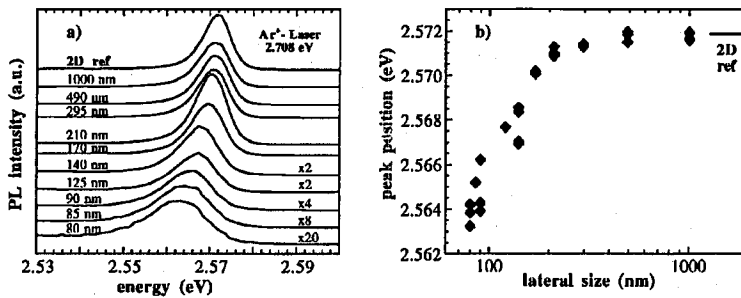 a)
Ar⁺- Laser
2.708 eV
2D ref
1000 nm
490 nm
295 nm
210 nm
170 nm
140 nm
125 nm
90 nm
85 nm
80 nm
x2
x2
x4
x8
x20
PL intensity (a.u.)
2.53 2.55 2.57 2.59
energy (eV)
b)
2D
ref
peak position (eV)
2.572
2.570
2.568
2.566
2.564
2.562
100 1000
lateral size (nm)